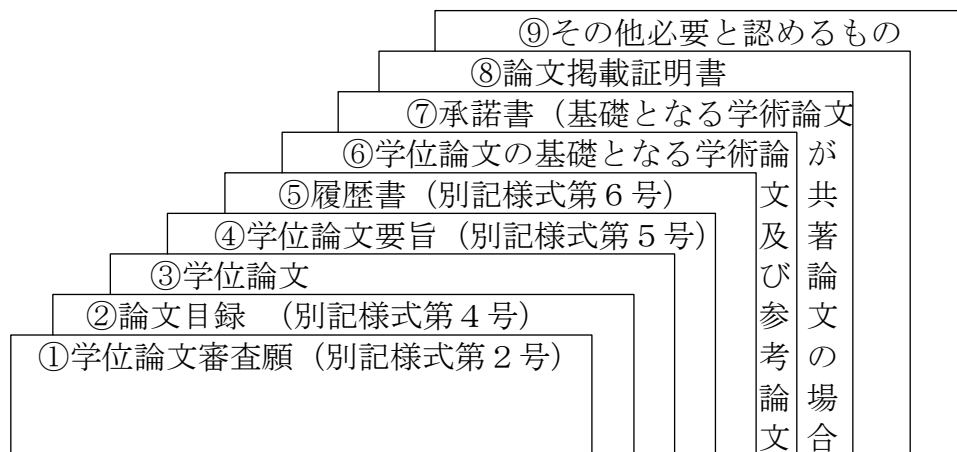 ⑨その他必要と認めるもの
⑧論文掲載証明書
⑦承諾書（基礎となる学術論文が共著論文の場合
⑥学位論文の基礎となる学術論文及び参考論文
⑤履歴書（別記様式第６号）
④学位論文要旨（別記様式第５号）
③学位論文
②論文目録　（別記様式第４号）
①学位論文審査願（別記様式第２号）